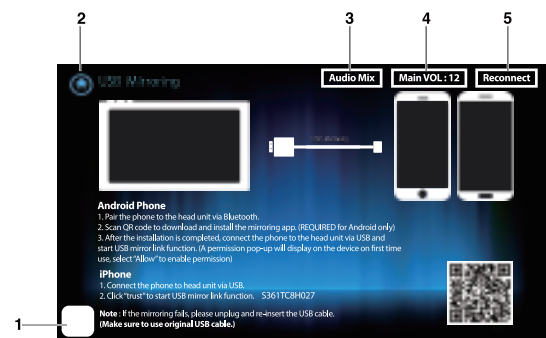 2 3 4 5
USB Mirroring Audio Mix Main VOL : 12 Reconnect
Android Phone
1. Pair the phone to the head unit via Bluetooth.
2. Scan QR code to download and install the mirroring app. (REQUIRED for Android only)
3. After the installation is completed, connect the phone to the head unit via USB and
start USB mirror link function. (A permission pop-up will display on the device on first time
use, select "Allow" to enable permission)
iPhone
1. Connect the phone to head unit via USB.
2. Click "trust" to start USB mirror link function. S361TC8H027
1
Note : If the mirroring fails, please unplug and re-insert the USB cable.
(Make sure to use original USB cable.)